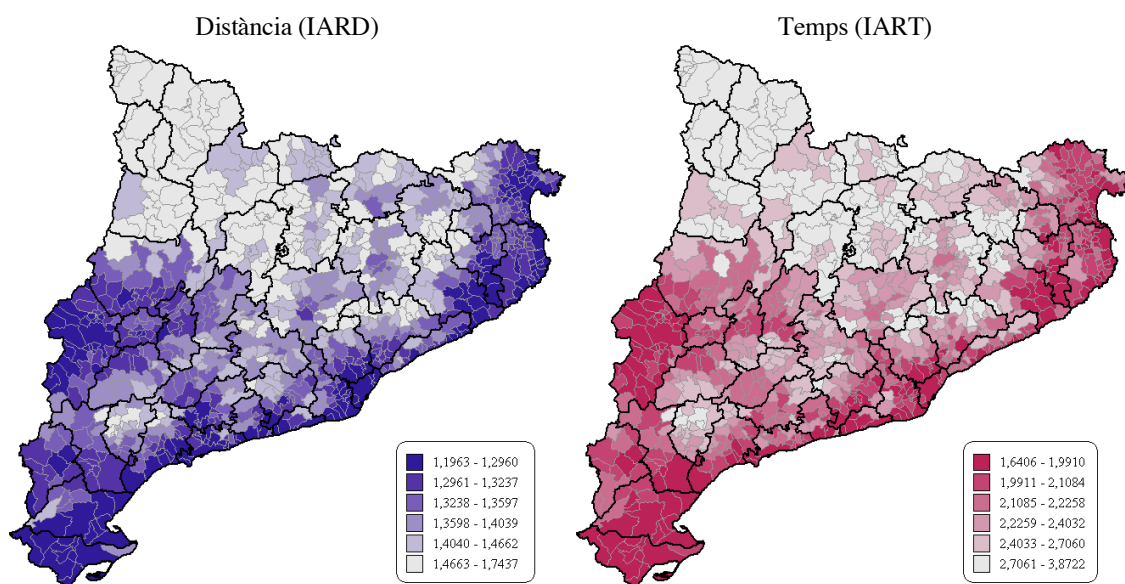 Distància (IARD)
Temps (IART)
1,1963 - 1,2960
1,2961 - 1,3237
1,3238 - 1,3597
1,3598 - 1,4039
1,4040 - 1,4662
1,4663 - 1,7437
1,6406 - 1,9910
1,9911 - 2,1084
2,1085 - 2,2258
2,2259 - 2,4032
2,4033 - 2,7060
2,7061 - 3,8722